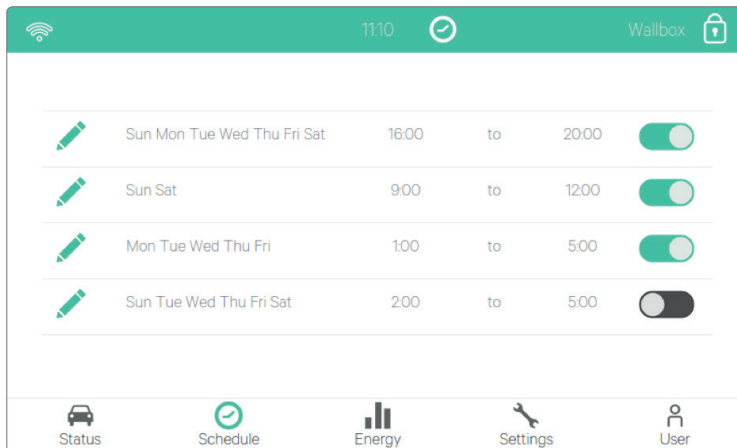 11:10 Wallbox
Sun Mon Tue Wed Thu Fri Sat 16:00 to 20:00
Sun Sat 9:00 to 12:00
Mon Tue Wed Thu Fri 1:00 to 5:00
Sun Tue Wed Thu Fri Sat 2:00 to 5:00
Status Schedule Energy Settings User